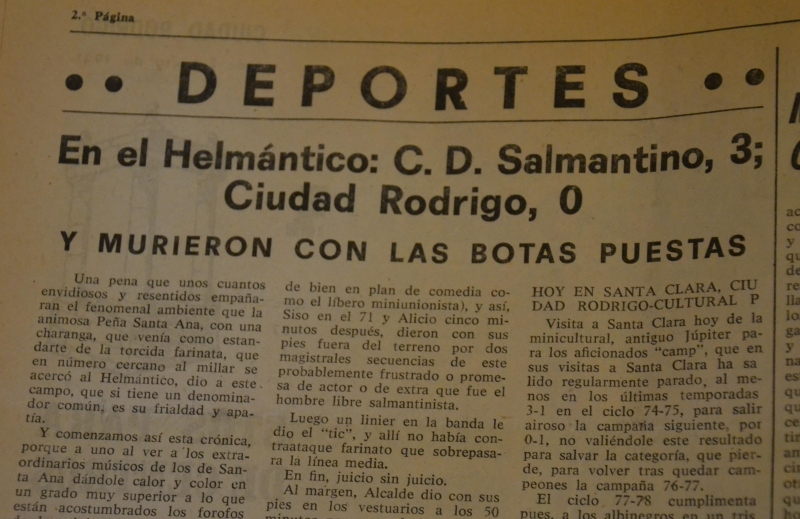 2.ª Página
DEPORTES
En el Helmántico: C. D. Salmantino, 3;
Ciudad Rodrigo, 0
Y MURIERON CON LAS BOTAS PUESTAS
Una pena que unos cuantos
envidiosos y resentidos empaña-
ran el fenomenal ambiente que la
animosa Peña Santa Ana, con una
charanga, que venía como estan-
darte de la torcida farinata, que
en número cercano al millar se
acercó al Helmántico, dio a este
campo, que si tiene un denomina-
dor común, es su frialdad y apa-
tía.
Y comenzamos así esta crónica,
porque a uno al ver a los extra-
ordinarios músicos de los de San-
ta Ana dándole calor y color en
un grado muy superior a lo que
están acostumbrados los forofos
de bien en plan de comedia co-
mo el líbero miniunionista), y así,
Siso en el 71 y Alicio cinco mi-
nutos después, dieron con sus
pies fuera del terreno por dos
magistrales secuencias de este
probablemente frustrado o prome-
sa de actor o de extra que fue el
hombre libre salmantinista.
Luego un linier en la banda le
dio el "tic", y allí no había con-
traataque farinato que sobrepasa-
ra la línea media.
En fin, juicio sin juicio.
Al margen, Alcalde dio con sus
pies en los vestuarios a los 50
HOY EN SANTA CLARA, CIU
DAD RODRIGO-CULTURAL P
Visita a Santa Clara hoy de la
minicultural, antiguo Júpiter pa-
ra los aficionados "camp", que en
sus visitas a Santa Clara ha sa-
lido regularmente parado, al me-
nos en los últimas temporadas
3-1 en el ciclo 74-75, para salir
airoso la campaña siguiente, por
0-1, no valiéndole este resultado
para salvar la categoría, que pier-
de, para volver tras quedar cam-
peones la campaña 76-77.
El ciclo 77-78 cumplimenta
pues, a los albinegros en un tris